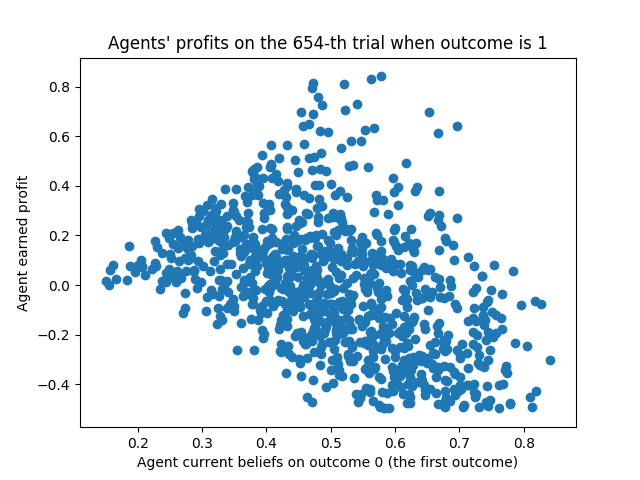 Agents' profits on the 654-th trial when outcome is 1
Agent earned profit
0.8
0.6
0.4
0.2
0.0
−0.2
−0.4
0.2 0.3 0.4 0.5 0.6 0.7 0.8
Agent current beliefs on outcome 0 (the first outcome)